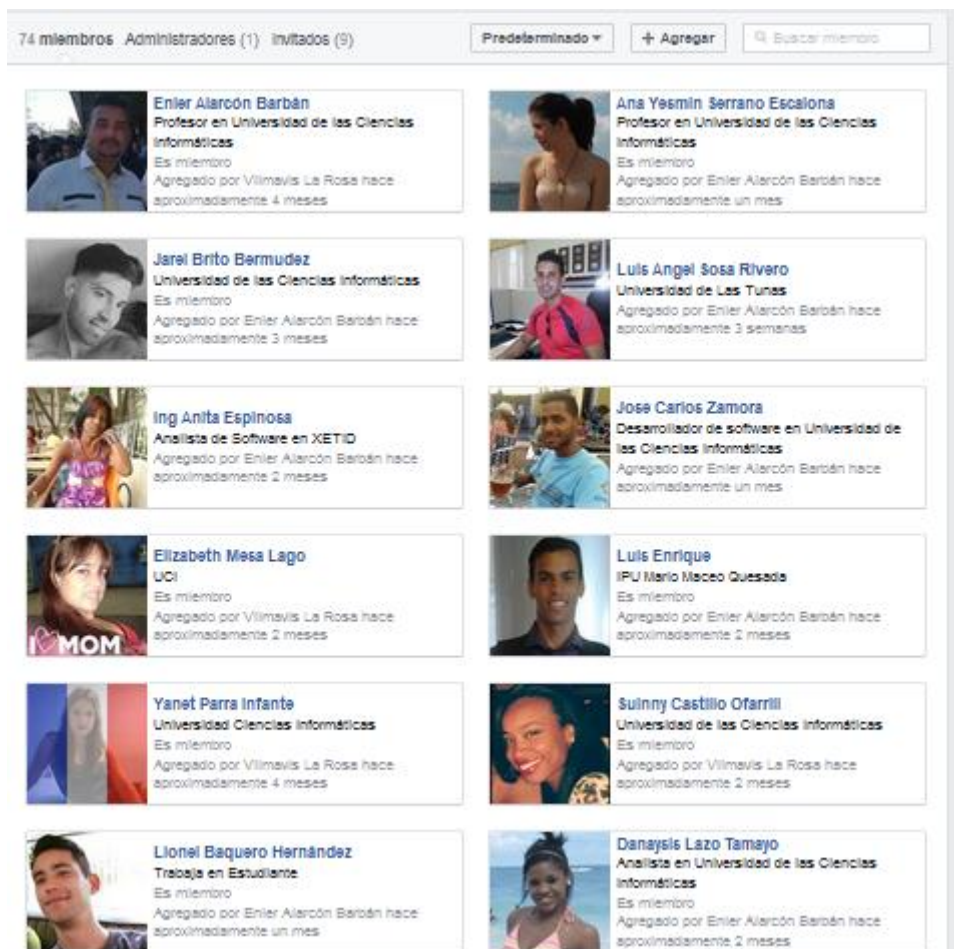 74 miembros Administradores (1) Invitados (9)
Predeterminado
+ Agregar
Buscar miembro
Enier Alarcón Barbán
Profesor en Universidad de las Ciencias
Informáticas
Es miembro
Agregado por Vilmavis La Rosa hace
aproximadamente 4 meses
Ana Yesmin Serrano Escalona
Profesor en Universidad de las Ciencias
Informáticas
Es miembro
Agregado por Enier Alarcón Barbán hace
aproximadamente un mes
Jarei Brito Bermudez
Universidad de las Ciencias Informáticas
Es miembro
Agregado por Enier Alarcón Barbán hace
aproximadamente 3 meses
Luis Angel Sosa Rivero
Universidad de Las Tunas
Agregado por Enier Alarcón Barbán hace
aproximadamente 3 semanas
Ing Anita Espinosa
Analista de Software en XETID
Agregado por Enier Alarcón Barbán hace
aproximadamente 2 meses
Jose Carlos Zamora
Desarrollador de software en Universidad de
las Ciencias Informáticas
Agregado por Enier Alarcón Barbán hace
aproximadamente un mes
Elizabeth Mesa Lago
UCI
Es miembro
Agregado por Vilmavis La Rosa hace
aproximadamente 2 meses
I MOM
Luis Enrique
IPU Mario Maceo Quesada
Es miembro
Agregado por Enier Alarcón Barbán hace
aproximadamente 2 meses
Yanet Parra Infante
Universidad Ciencias Informáticas
Es miembro
Agregado por Vilmavis La Rosa hace
aproximadamente 4 meses
Suinny Castillo Ofarrill
Universidad de las Ciencias Informáticas
Es miembro
Agregado por Vilmavis La Rosa hace
aproximadamente 2 meses
Lionel Baquero Hernández
Trabaja en Estudiante
Es miembro
Agregado por Enier Alarcón Barbán hace
aproximadamente un mes
Danaysis Lazo Tamayo
Analista en Universidad de las Ciencias
Informáticas
Es miembro
Agregado por Enier Alarcón Barbán hace
aproximadamente 2 meses